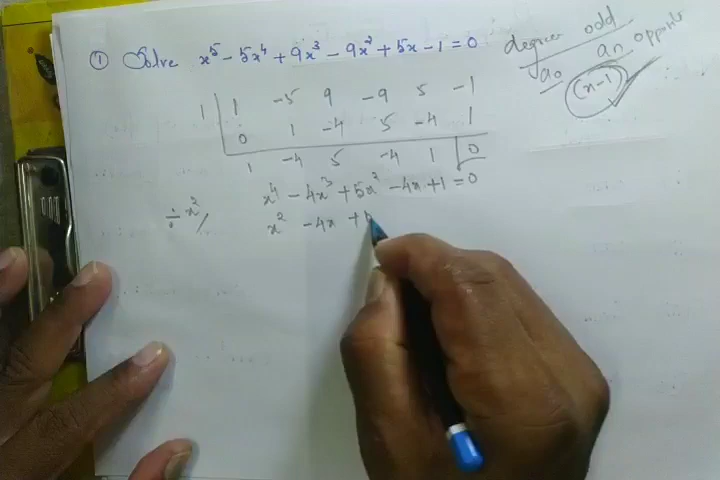 ① Solve x⁵ - 5x⁴ + 9x³ - 9x² + 5x - 1 = 0
degree odd
a₀ aₙ opposite
(x-1)
1 | 1 -5 9 -9 5 -1
0 1 -4 5 -4 1
1 -4 5 -4 1 | 0
x⁴ - 4x³ + 5x² - 4x + 1 = 0
÷ x² / x² - 4x +